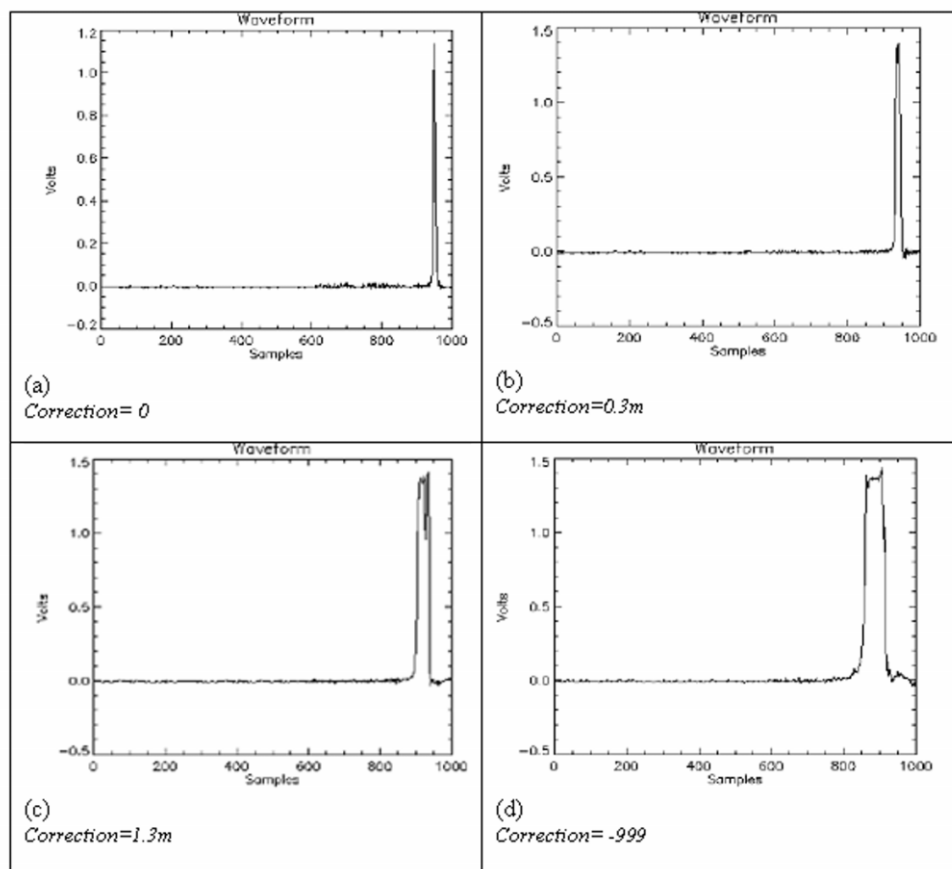 Waveform
1.2
1.0
0.8
0.6
0.4
0.2
0.0
−0.2
Volts
0 200 400 600 800 1000
Samples
(a)
Correction= 0
Waveform
1.5
1.0
0.5
0.0
−0.5
Volts
0 200 400 600 800 1000
Samples
(b)
Correction=0.3m
Waveform
1.5
1.0
0.5
0.0
−0.5
Volts
0 200 400 600 800 1000
Samples
(c)
Correction=1.3m
Waveform
1.5
1.0
0.5
0.0
−0.5
Volts
0 200 400 600 800 1000
Samples
(d)
Correction= -999